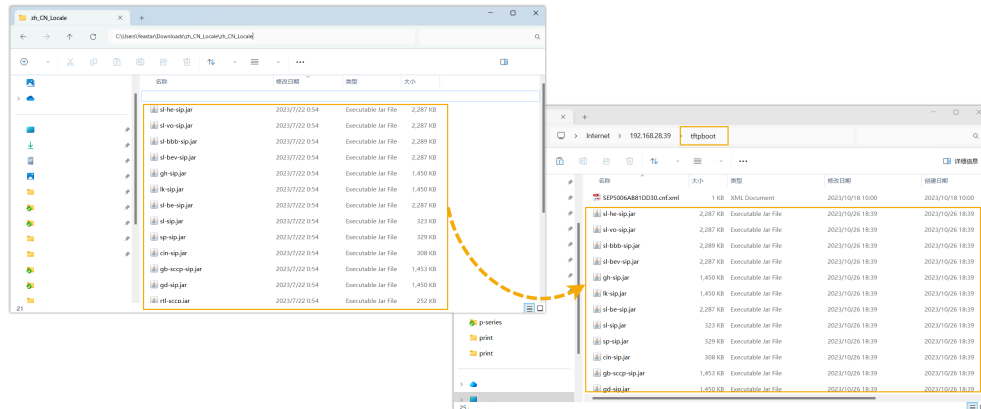 zh_CN_Locale
C:\Users\Yeastar\Downloads\zh_CN_Locale\zh_CN_Locale
名称 修改日期 类型 大小
sl-he-sip.jar 2023/7/22 0:54 Executable Jar File 2,287 KB
sl-vo-sip.jar 2023/7/22 0:54 Executable Jar File 2,287 KB
sl-bbb-sip.jar 2023/7/22 0:54 Executable Jar File 2,289 KB
sl-bev-sip.jar 2023/7/22 0:54 Executable Jar File 2,287 KB
gh-sip.jar 2023/7/22 0:54 Executable Jar File 1,450 KB
lk-sip.jar 2023/7/22 0:54 Executable Jar File 1,450 KB
sl-be-sip.jar 2023/7/22 0:54 Executable Jar File 2,287 KB
sl-sip.jar 2023/7/22 0:54 Executable Jar File 323 KB
sp-sip.jar 2023/7/22 0:54 Executable Jar File 329 KB
cin-sip.jar 2023/7/22 0:54 Executable Jar File 308 KB
gb-sccp-sip.jar 2023/7/22 0:54 Executable Jar File 1,453 KB
gd-sip.jar 2023/7/22 0:54 Executable Jar File 1,450 KB
rtl-sccp.jar 2023/7/22 0:54 Executable Jar File 252 KB
21
Internet 192.168.28.39 tftpboot
详细信息
名称 大小 类型 修改日期 创建日期
SEP5006AB81DD30.cnf.xml 1 KB XML Document 2023/10/18 10:00 2023/10/18 10:00
sl-he-sip.jar 2,287 KB Executable Jar File 2023/10/26 18:39 2023/10/26 18:39
sl-vo-sip.jar 2,287 KB Executable Jar File 2023/10/26 18:39 2023/10/26 18:39
sl-bbb-sip.jar 2,289 KB Executable Jar File 2023/10/26 18:39 2023/10/26 18:39
sl-bev-sip.jar 2,287 KB Executable Jar File 2023/10/26 18:39 2023/10/26 18:39
gh-sip.jar 1,450 KB Executable Jar File 2023/10/26 18:39 2023/10/26 18:39
lk-sip.jar 1,450 KB Executable Jar File 2023/10/26 18:39 2023/10/26 18:39
sl-be-sip.jar 2,287 KB Executable Jar File 2023/10/26 18:39 2023/10/26 18:39
sl-sip.jar 323 KB Executable Jar File 2023/10/26 18:39 2023/10/26 18:39
p-series
sp-sip.jar 329 KB Executable Jar File 2023/10/26 18:39 2023/10/26 18:39
print
cin-sip.jar 308 KB Executable Jar File 2023/10/26 18:39 2023/10/26 18:39
print
gb-sccp-sip.jar 1,453 KB Executable Jar File 2023/10/26 18:39 2023/10/26 18:39
gd-sip.jar 1,450 KB Executable Jar File 2023/10/26 18:39 2023/10/26 18:39
25